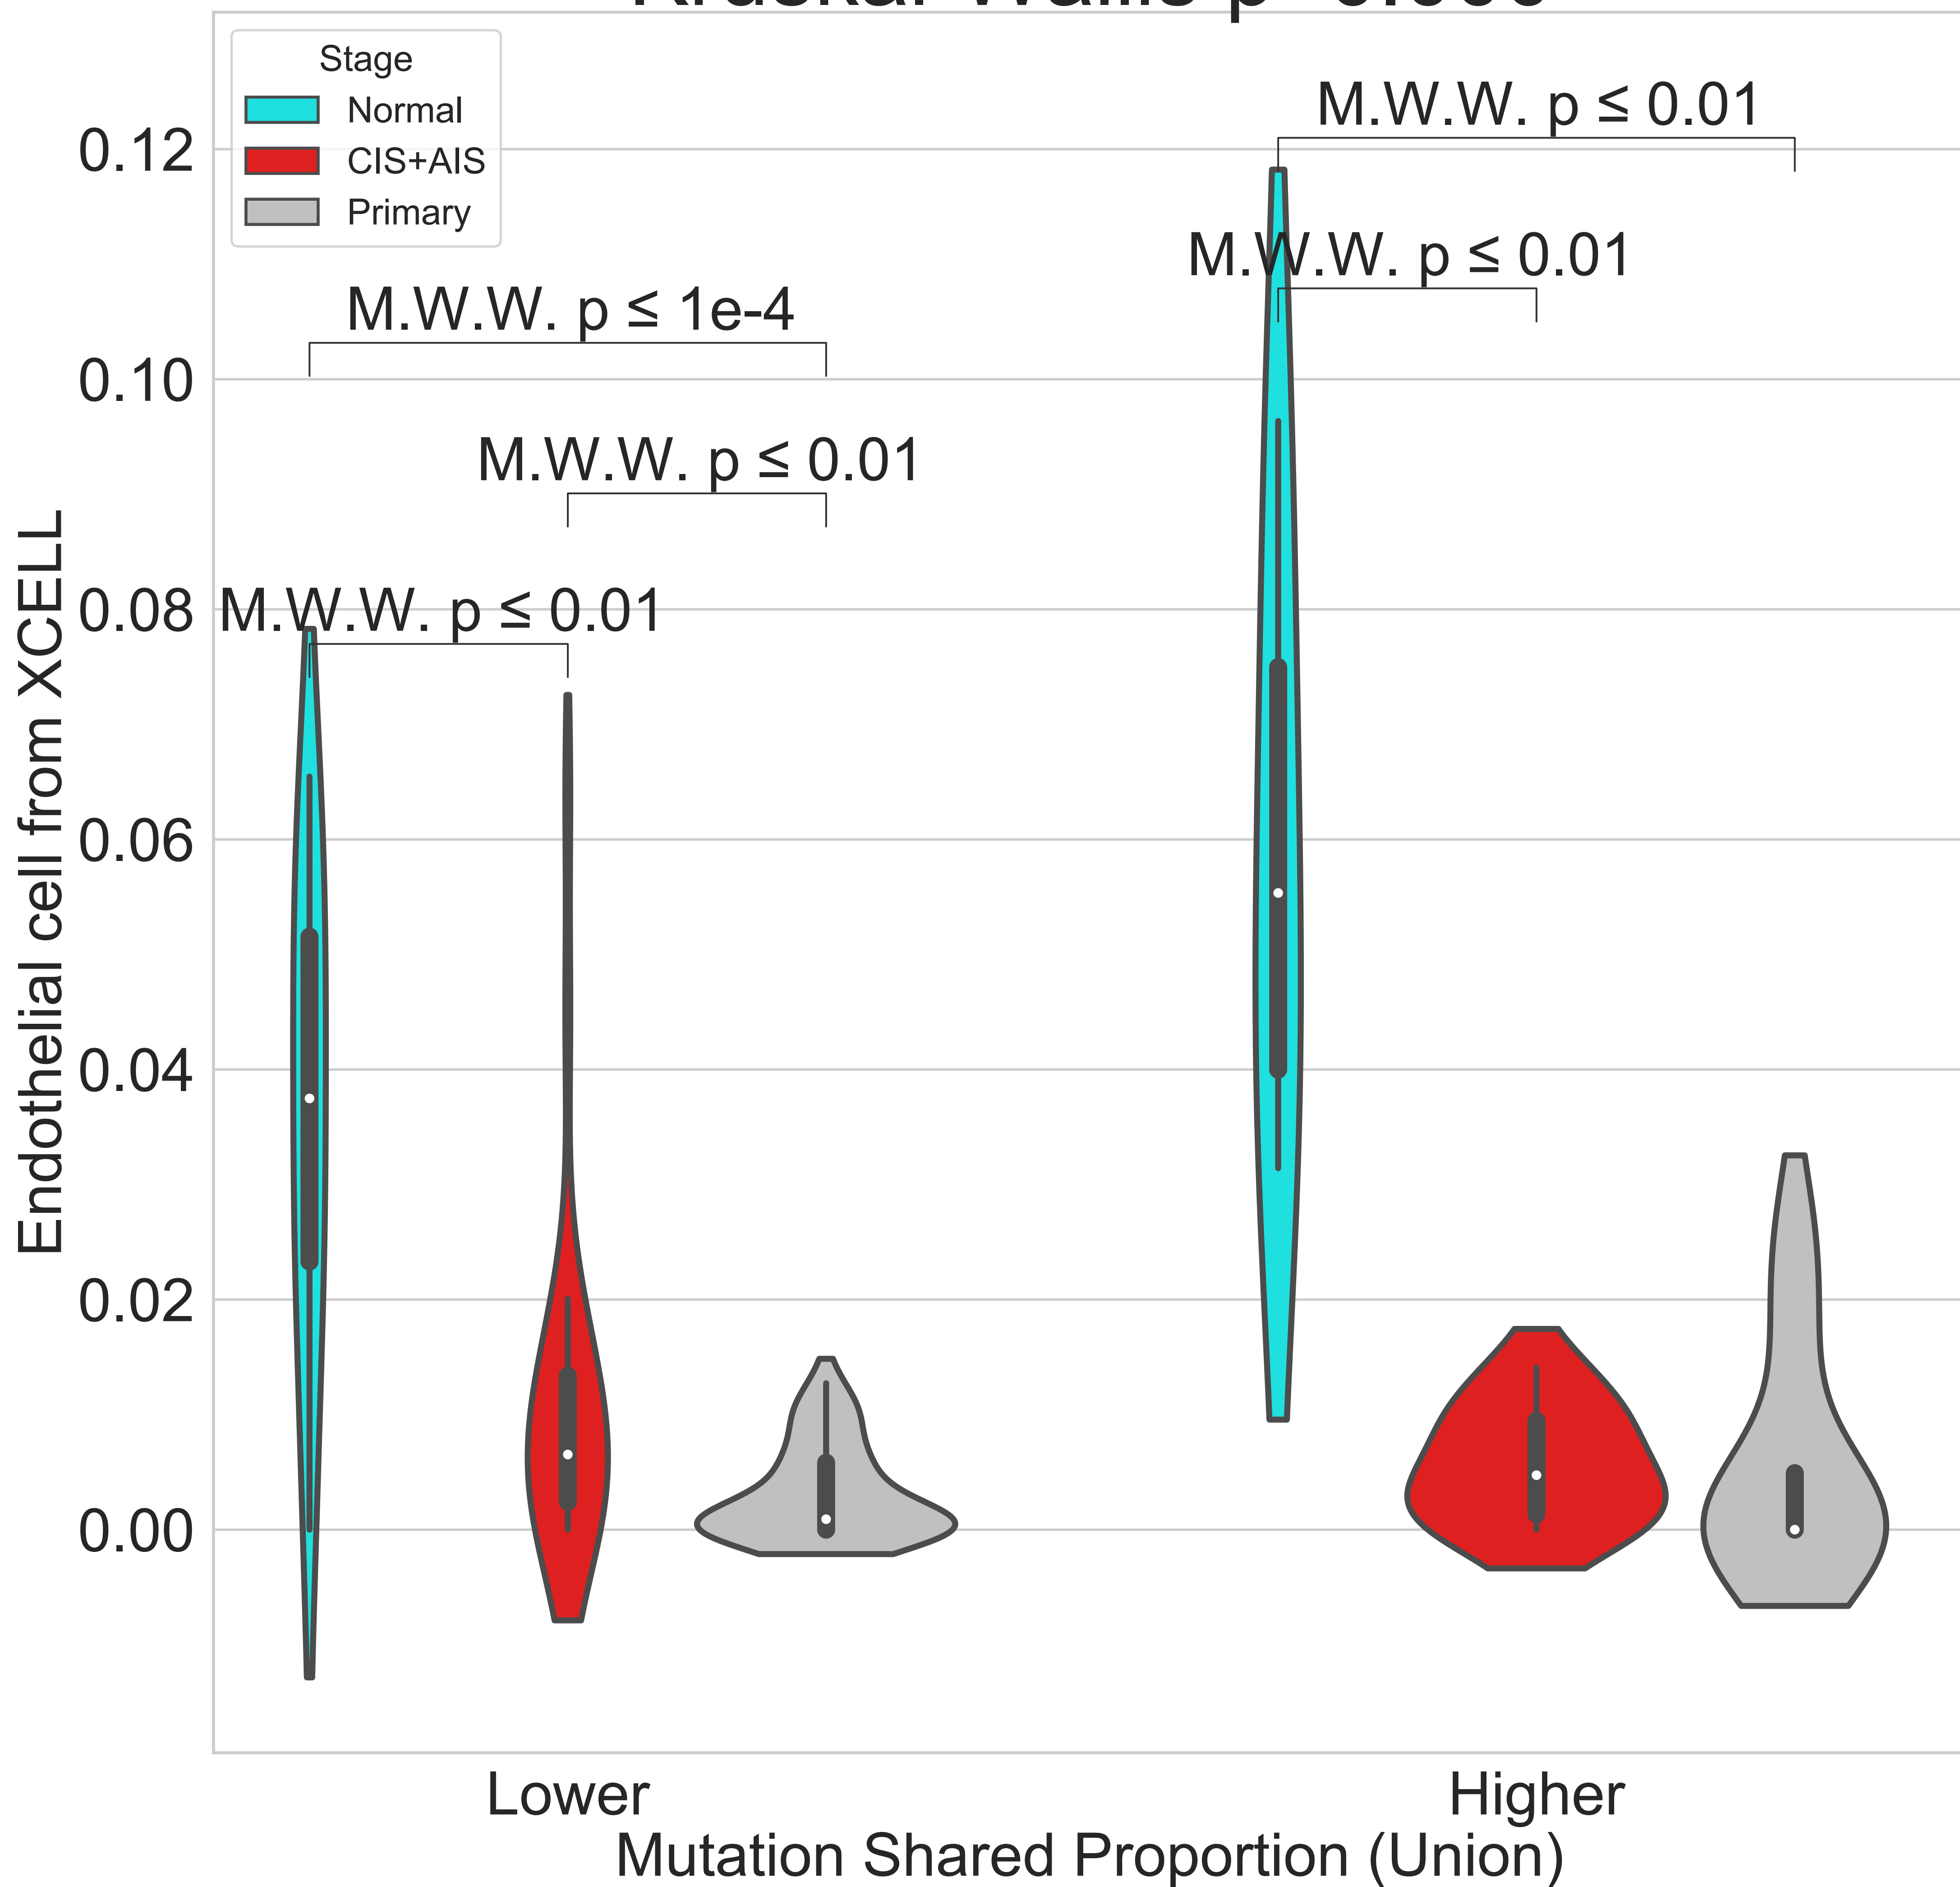 Stage
Normal
CIS+AIS
Primary
M.W.W. p ≤ 0.01
M.W.W. p ≤ 0.01
M.W.W. p ≤ 1e-4
M.W.W. p ≤ 0.01
M.W.W. p ≤ 0.01
0.12
0.10
0.08
0.06
0.04
0.02
0.00
Endothelial cell from XCELL
Lower
Higher
Mutation Shared Proportion (Union)